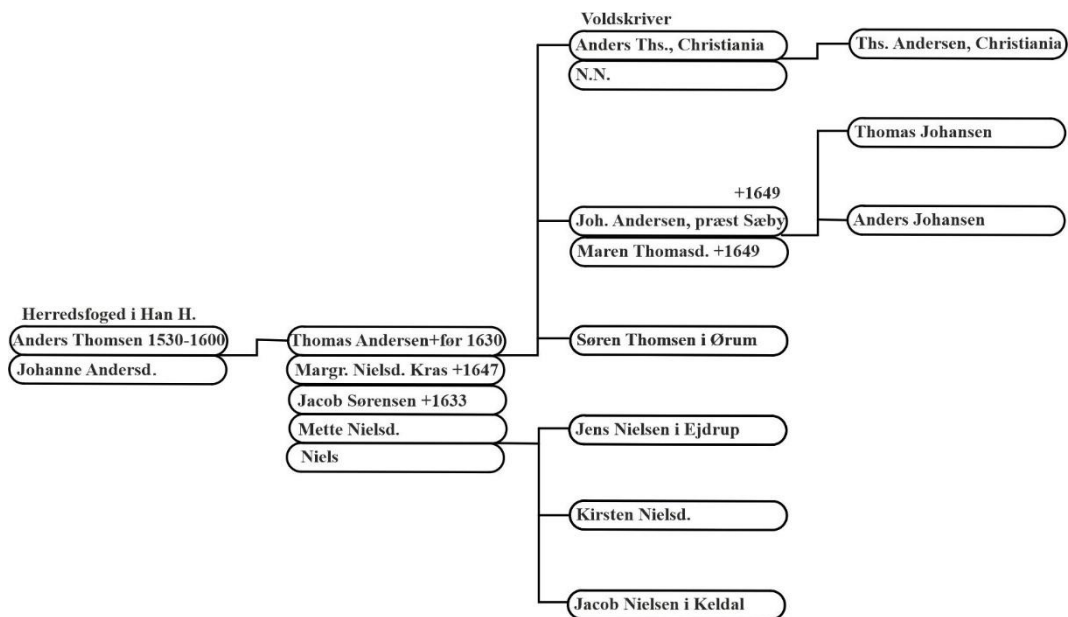 Voldskriver
Anders Ths., Christiania
N.N.
Ths. Andersen, Christiania
Thomas Johansen
Anders Johansen
+1649
Joh. Andersen, præst Sæby
Maren Thomasd. +1649
Herredsfoged i Han H.
Anders Thomsen 1530-1600
Johanne Andersd.
Thomas Andersen+før 1630
Margr. Nielsd. Kras +1647
Jacob Sørensen +1633
Mette Nielsd.
Niels
Søren Thomsen i Ørum
Jens Nielsen i Ejdrup
Kirsten Nielsd.
Jacob Nielsen i Keldal